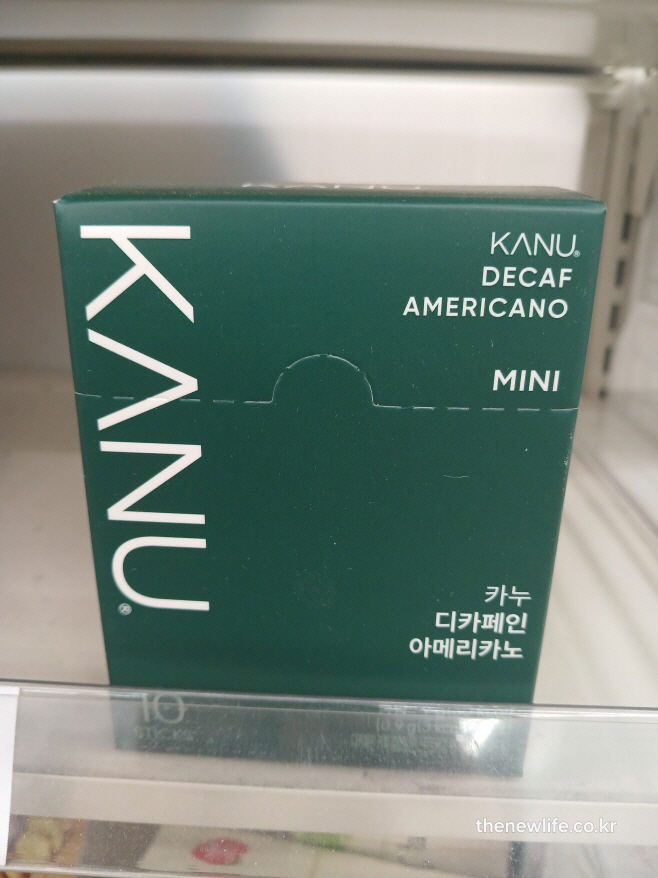 KANU®
KANU®
DECAF
AMERICANO
MINI
카누
디카페인
아메리카노
10
STICKS
thenewlife.co.kr